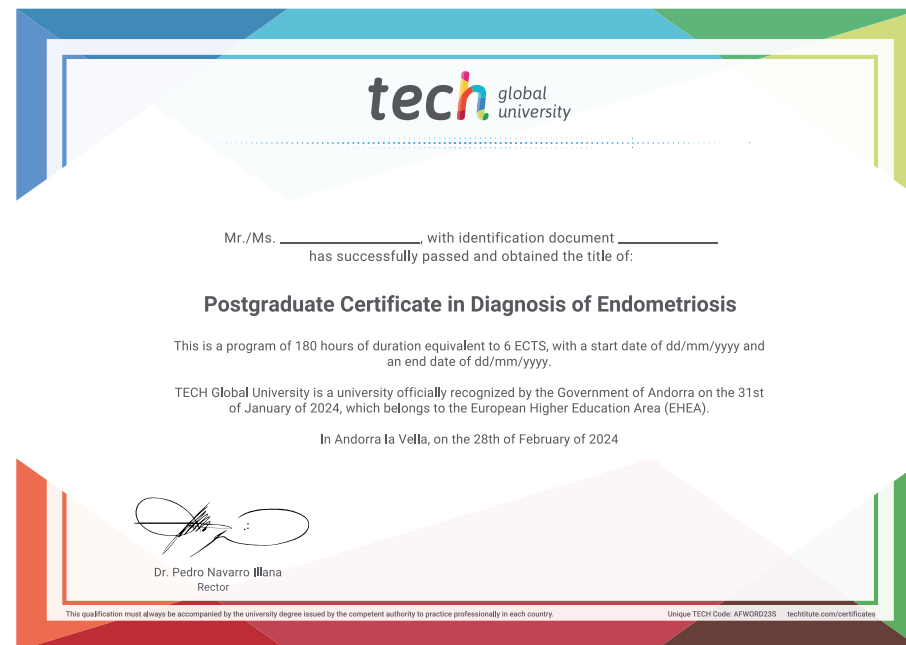 tech global university
Mr./Ms. ____________________, with identification document ______________
has successfully passed and obtained the title of:
Postgraduate Certificate in Diagnosis of Endometriosis
This is a program of 180 hours of duration equivalent to 6 ECTS, with a start date of dd/mm/yyyy and
an end date of dd/mm/yyyy.
TECH Global University is a university officially recognized by the Government of Andorra on the 31st
of January of 2024, which belongs to the European Higher Education Area (EHEA).
In Andorra la Vella, on the 28th of February of 2024
Dr. Pedro Navarro Illana
Rector
This qualification must always be accompanied by the university degree issued by the competent authority to practice professionally in each country.
Unique TECH Code: AFWORD23S techtitute.com/certificates